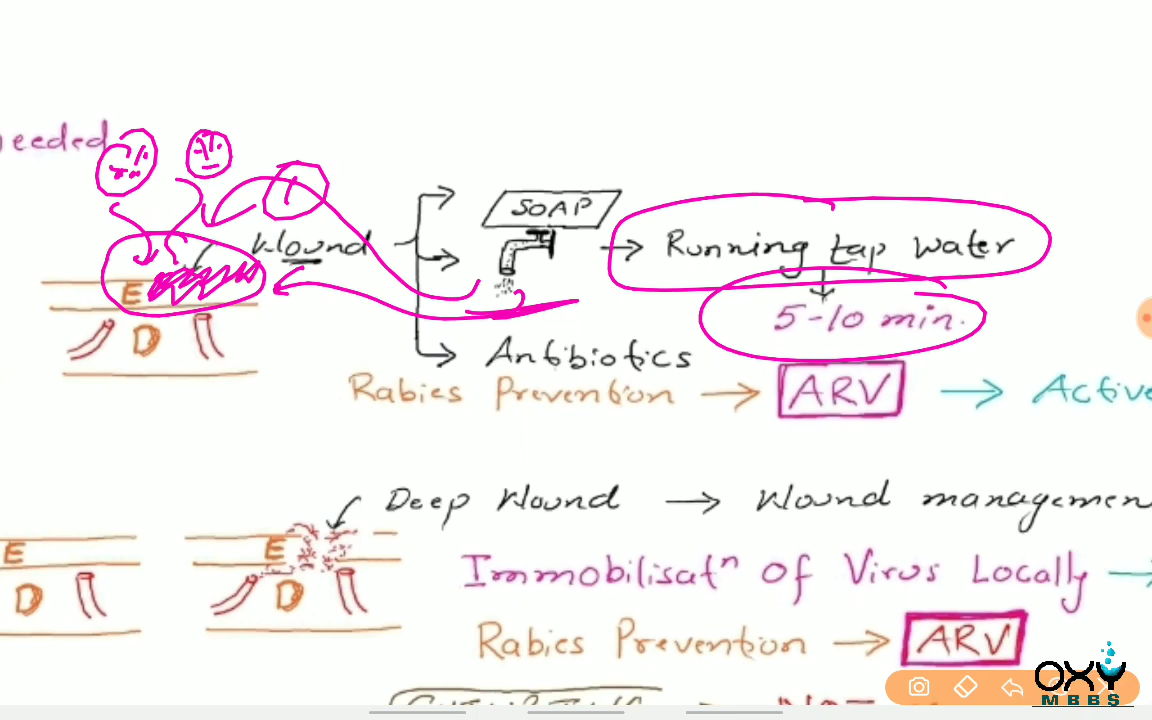 needed
Wound
SOAP
Running tap water
5-10 min.
E
D
Antibiotics
Rabies Prevention → ARV → Active
Deep Wound → Wound managemen
E
D
E
D
Immobilisatⁿ of Virus Locally →
Rabies Prevention → ARV
OXY
MBBS